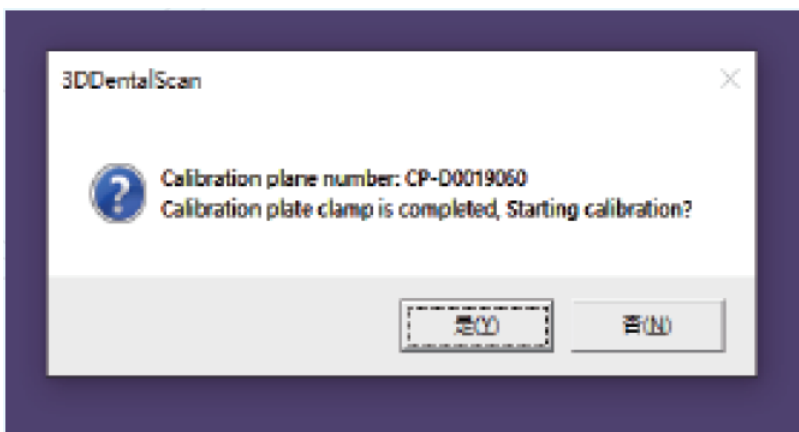 3DDentalScan
Calibration plane number: CP-D0019060
Calibration plate clamp is completed, Starting calibration?
是(Y)
否(N)